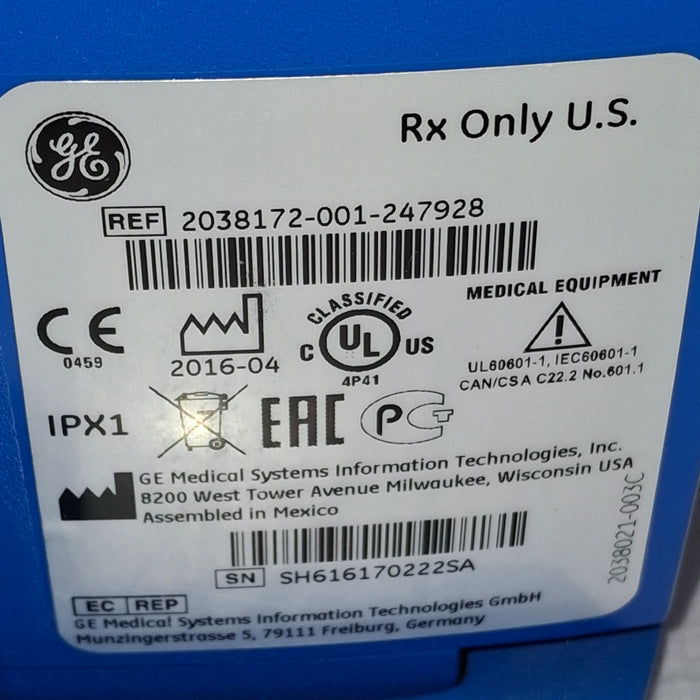 GE
Rx Only U.S.
REF 2038172-001-247928
CE
0459
2016-04
CLASSIFIED
C UL US
4P41
MEDICAL EQUIPMENT
UL60601-1, IEC60601-1
CAN/CSA C22.2 No.601.1
IPX1
EAC
PCT
GE Medical Systems Information Technologies, Inc.
8200 West Tower Avenue Milwaukee, Wisconsin USA
Assembled in Mexico
2038021-003C
SN SH616170222SA
EC REP
GE Medical Systems Information Technologies GmbH
Munzingerstrasse 5, 79111 Freiburg, Germany